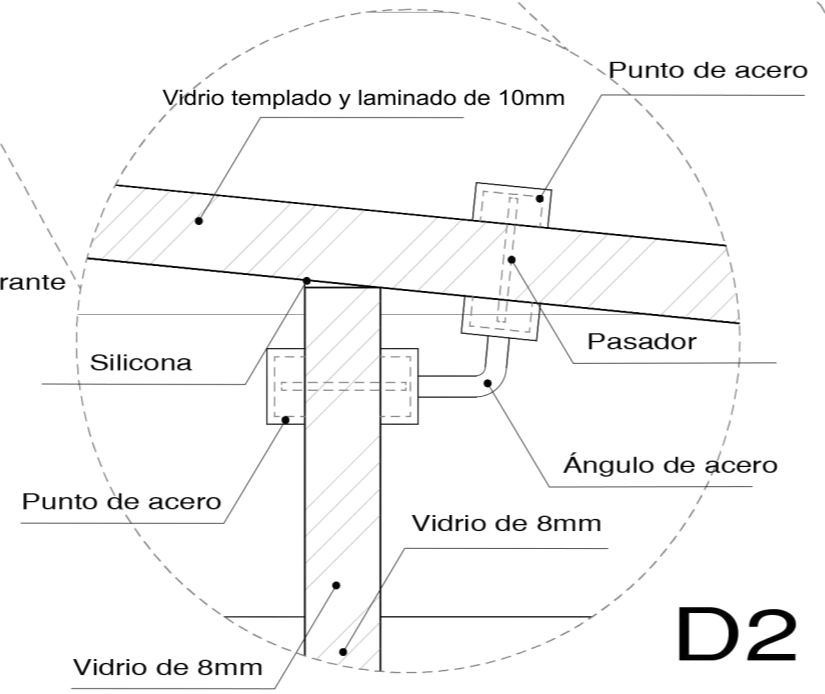 Punto de acero
Vidrio templado y laminado de 10mm
rante
Pasador
Silicona
Ángulo de acero
Punto de acero
Vidrio de 8mm
D2
Vidrio de 8mm